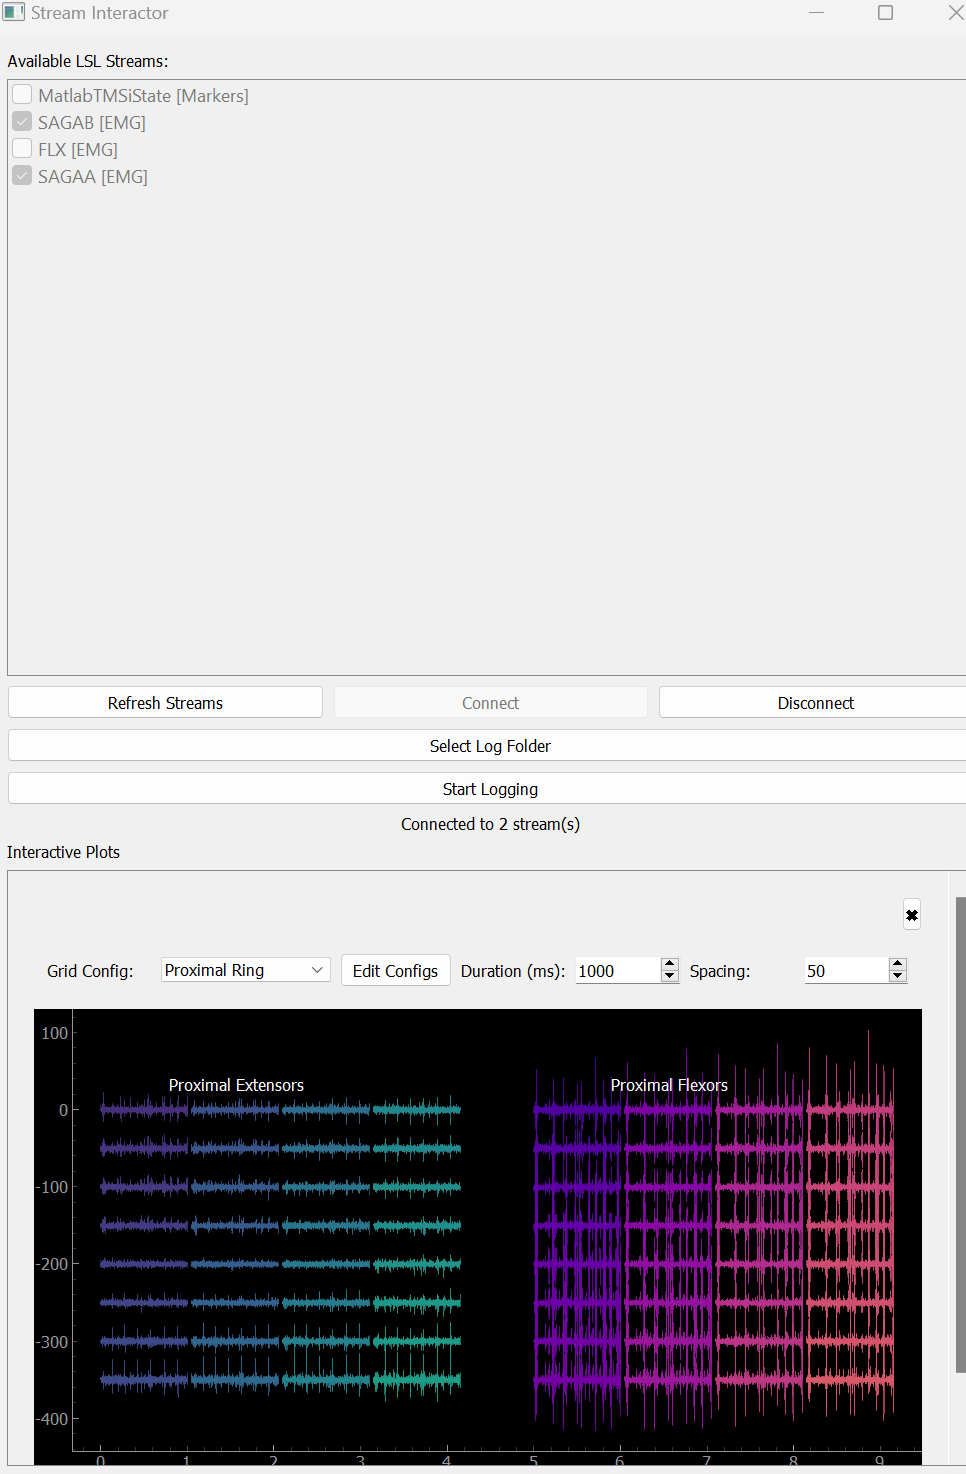 Stream Interactor
Available LSL Streams:
MatlabTMSiState [Markers]
SAGAB [EMG]
FLX [EMG]
SAGAA [EMG]
Refresh Streams Connect Disconnect
Select Log Folder
Start Logging
Connected to 2 stream(s)
Interactive Plots
Grid Config: Proximal Ring Edit Configs Duration (ms): 1000 Spacing: 50
100
Proximal Extensors Proximal Flexors
0
-100
-200
-300
-400
0 1 2 3 4 5 6 7 8 9